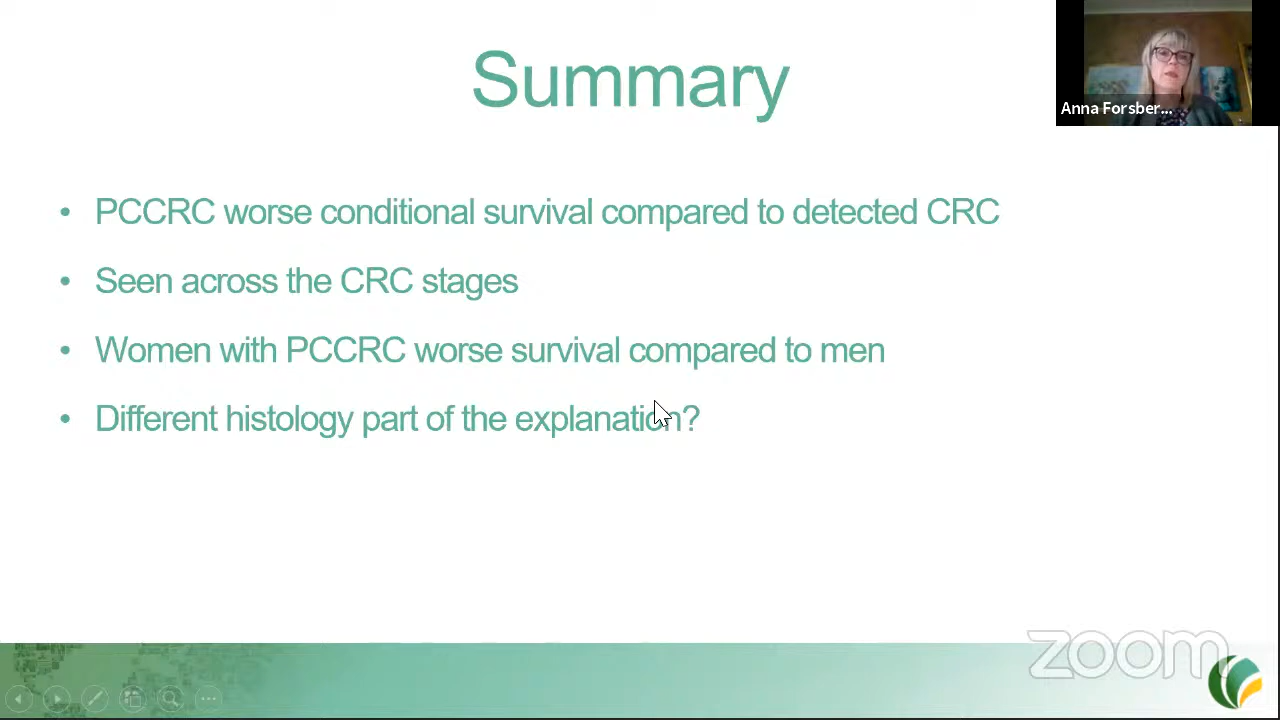 Summary
Anna Forsber...
• PCCRC worse conditional survival compared to detected CRC
• Seen across the CRC stages
• Women with PCCRC worse survival compared to men
• Different histology part of the explanation?
zoom